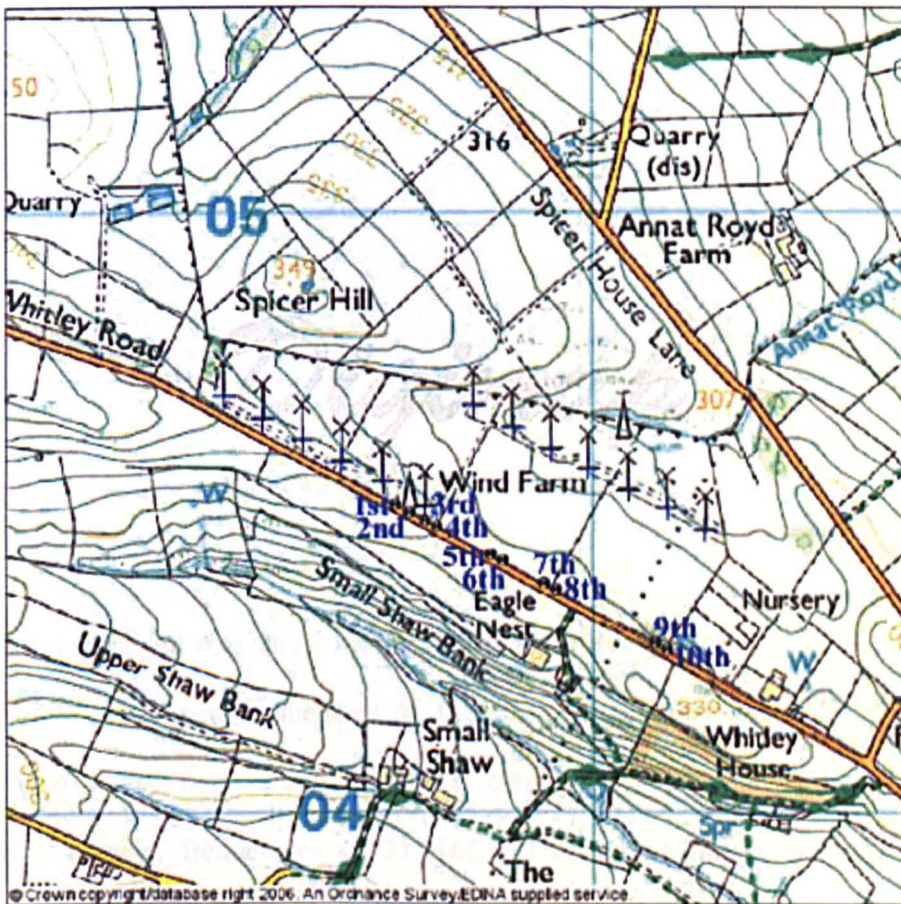 50
316
Quarry
(dis)
Quarry
05
Spicer House Lane
Annat Royd
Farm
349
Spicer Hill
Whitley Road
Annat Royd
307
Wind Farm
W
1st
3rd
2nd
4th
5th
7th
6th
8th
Eagle
Nest
Small Shaw Bank
Nursery
9th
10th
W
Upper Shaw Bank
330
Small
Shaw
Whitley
House
04
Spr
The
© Crown copyright/database right 2006. An Ordnance Survey/EDINA supplied service.